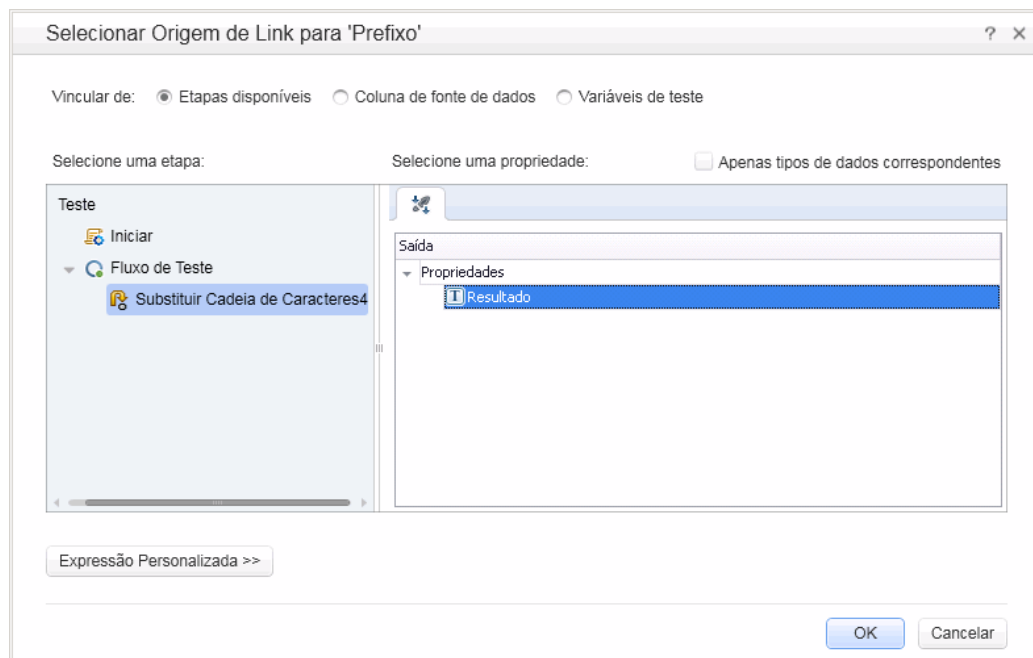 Selecionar Origem de Link para 'Prefixo'
? ×
Vincular de: Etapas disponíveis Coluna de fonte de dados Variáveis de teste
Selecione uma etapa: Selecione uma propriedade: Apenas tipos de dados correspondentes
Teste
Iniciar
Fluxo de Teste
Substituir Cadeia de Caracteres4
Saída
Propriedades
T Resultado
Expressão Personalizada >>
OK Cancelar